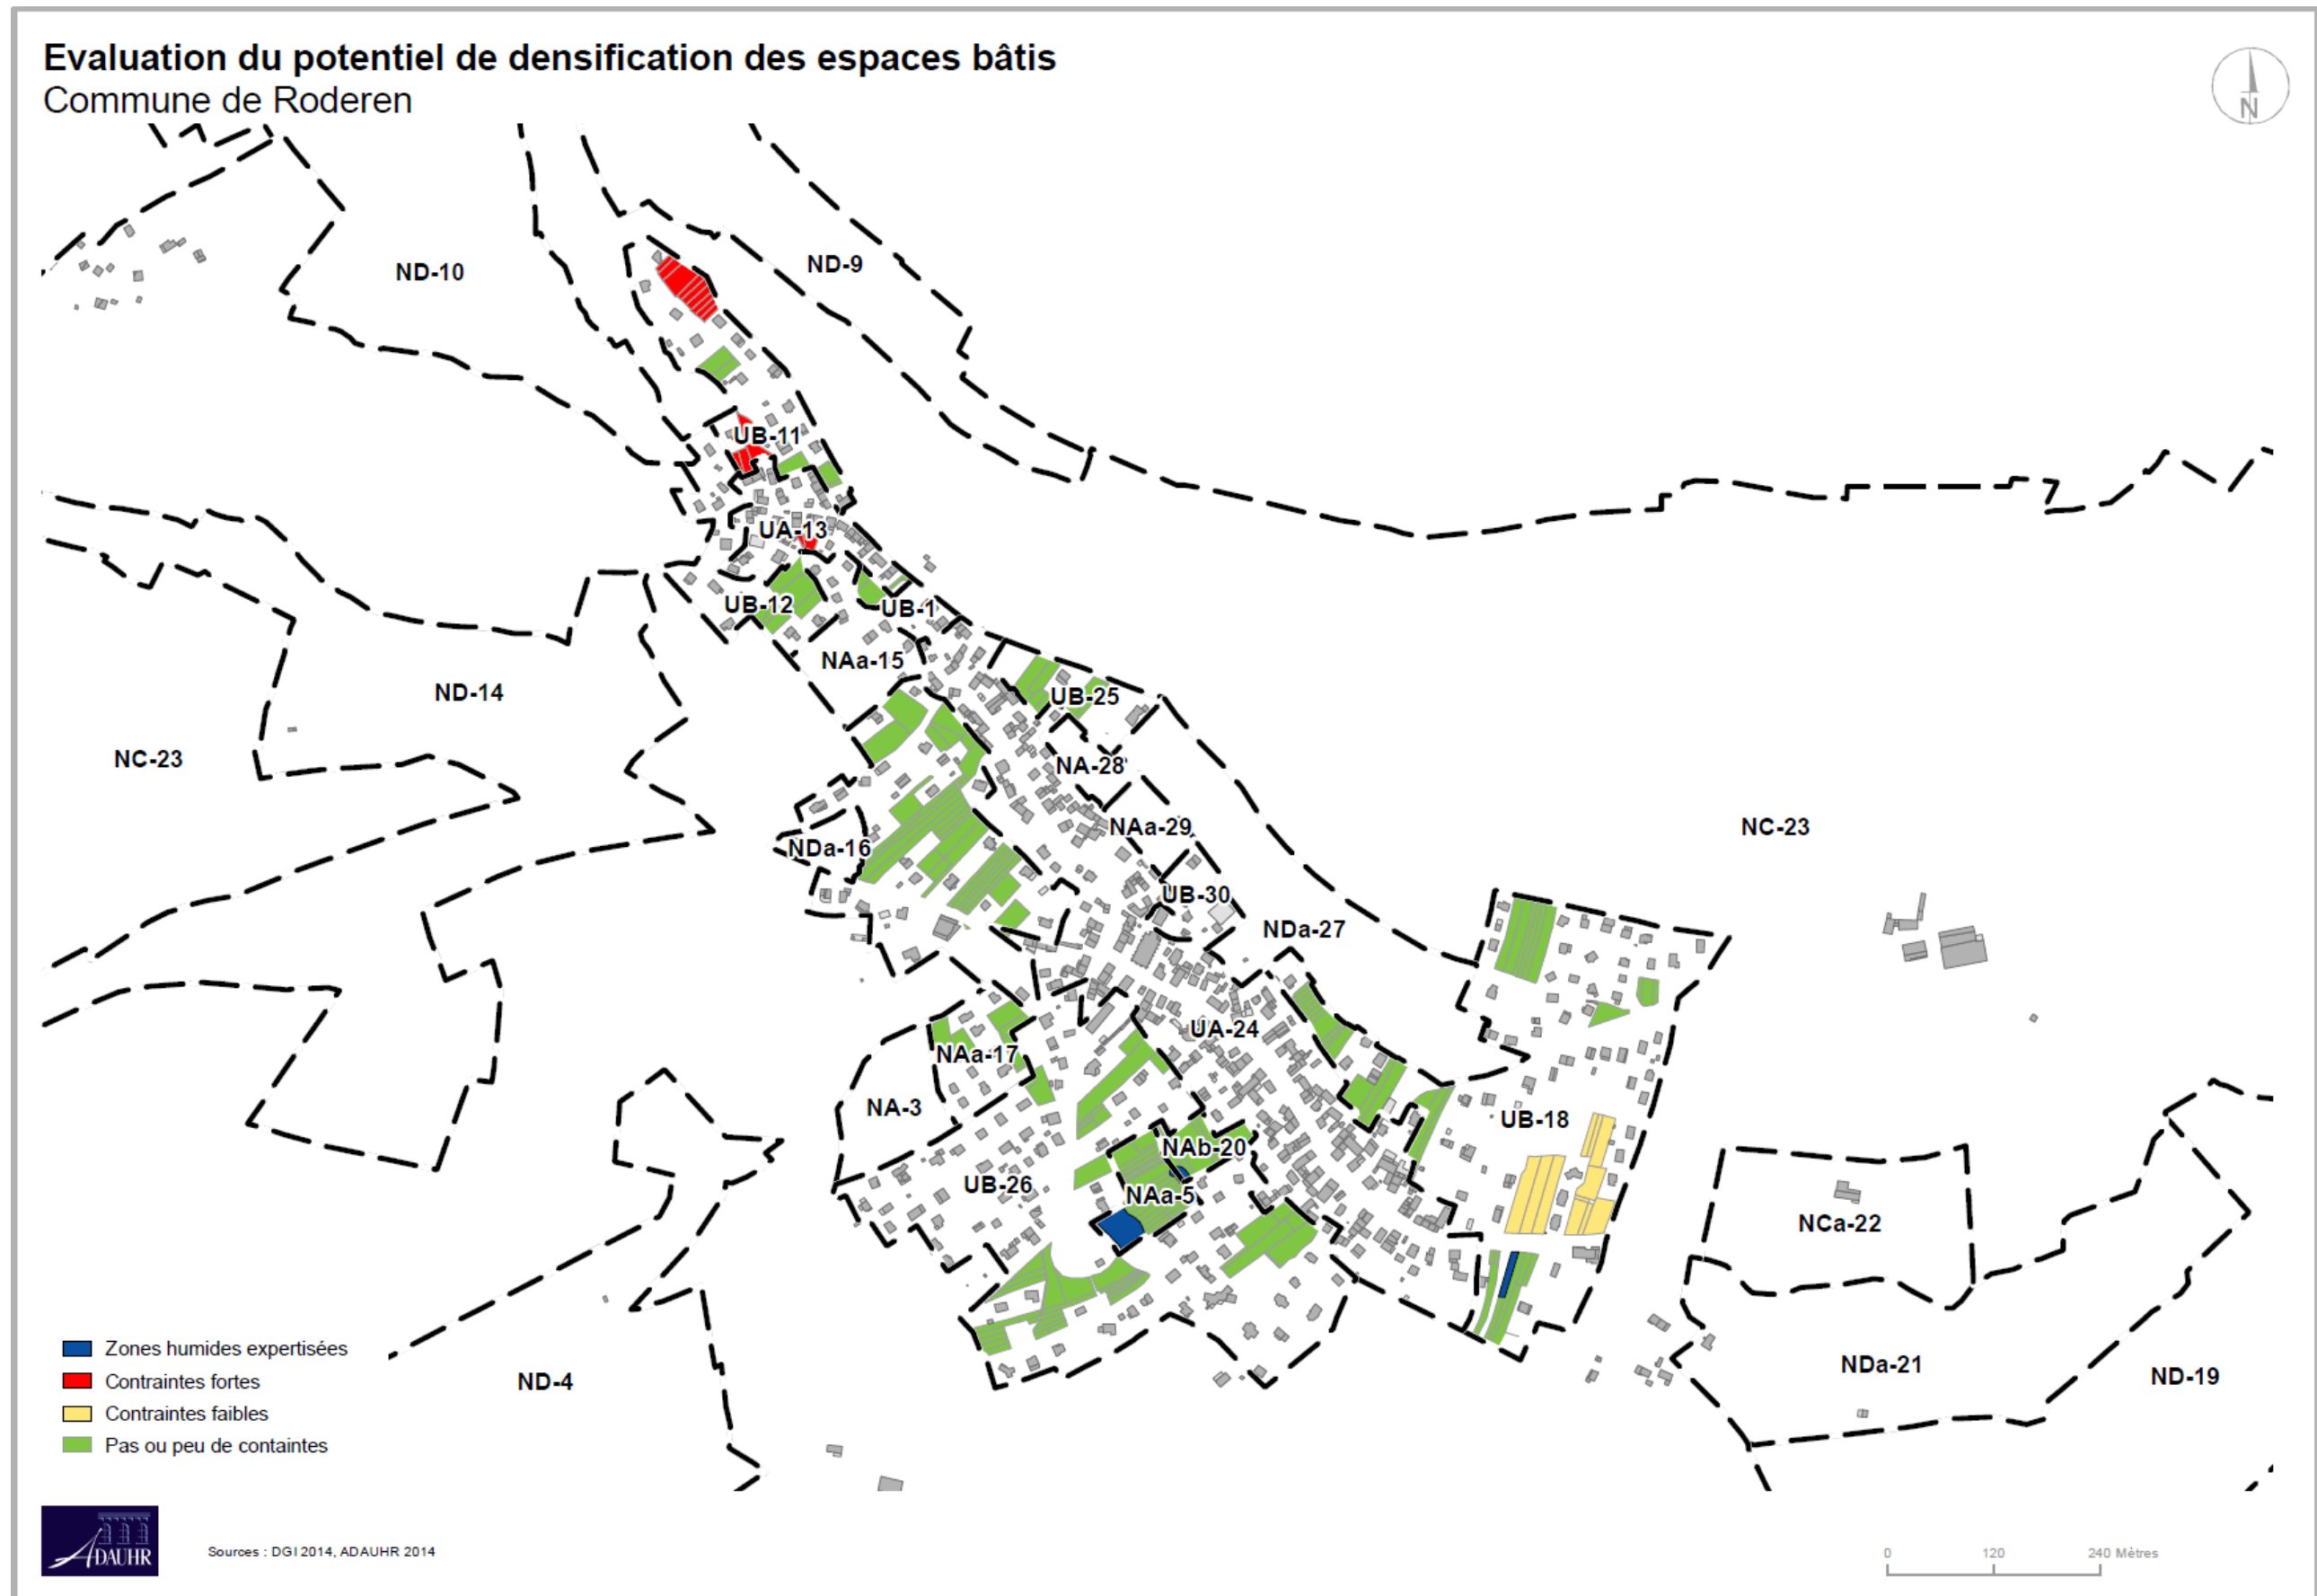 Evaluation du potentiel de densification des espaces bâtis
Commune de Roderen
N
ND-9
ND-10
UB-11
UA-13
UB-12
UB-1
NAa-15
ND-14
UB-25
NC-23
NA-28
NAa-29
NC-23
NDa-16
UB-30
NDa-27
UA-24
NAa-17
NA-3
UB-18
NAb-20
UB-26
NAa-5
NCa-22
NDa-21
ND-19
ND-4
Zones humides expertisées
Contraintes fortes
Contraintes faibles
Pas ou peu de containtes
ADAUHR
Sources : DGI 2014, ADAUHR 2014
0 120 240 Mètres